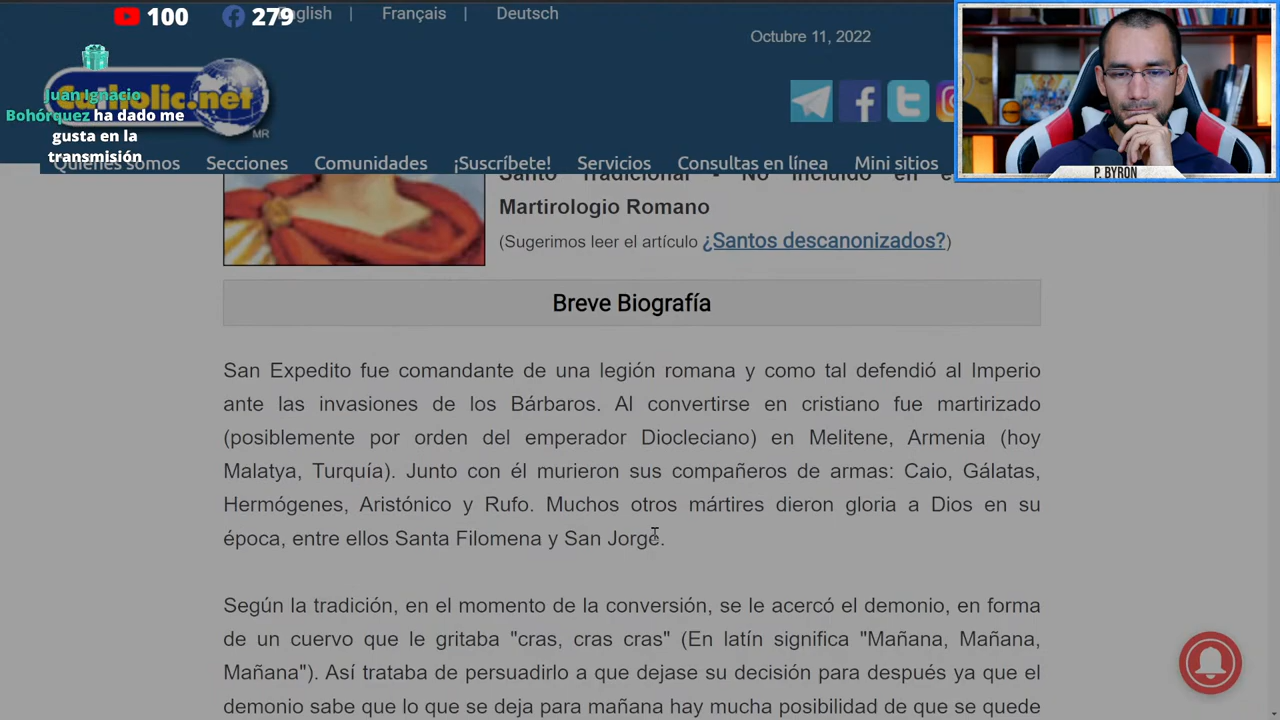 100 279
English | Français | Deutsch
Octubre 11, 2022
Catholic.net
MR
Juan Ignacio
Bohórquez ha dado me
gusta en la
transmisión
Quiénes somos Secciones Comunidades ¡Suscríbete! Servicios Consultas en línea Mini sitios
P. BYRON
Santo Tradicional • No incluido en e
Martirologio Romano
(Sugerimos leer el artículo ¿Santos descanonizados?)
Breve Biografía
San Expedito fue comandante de una legión romana y como tal defendió al Imperio
ante las invasiones de los Bárbaros. Al convertirse en cristiano fue martirizado
(posiblemente por orden del emperador Diocleciano) en Melitene, Armenia (hoy
Malatya, Turquía). Junto con él murieron sus compañeros de armas: Caio, Gálatas,
Hermógenes, Aristónico y Rufo. Muchos otros mártires dieron gloria a Dios en su
época, entre ellos Santa Filomena y San Jorge.
Según la tradición, en el momento de la conversión, se le acercó el demonio, en forma
de un cuervo que le gritaba "cras, cras cras" (En latín significa "Mañana, Mañana,
Mañana"). Así trataba de persuadirlo a que dejase su decisión para después ya que el
demonio sabe que lo que se deja para mañana hay mucha posibilidad de que se quede